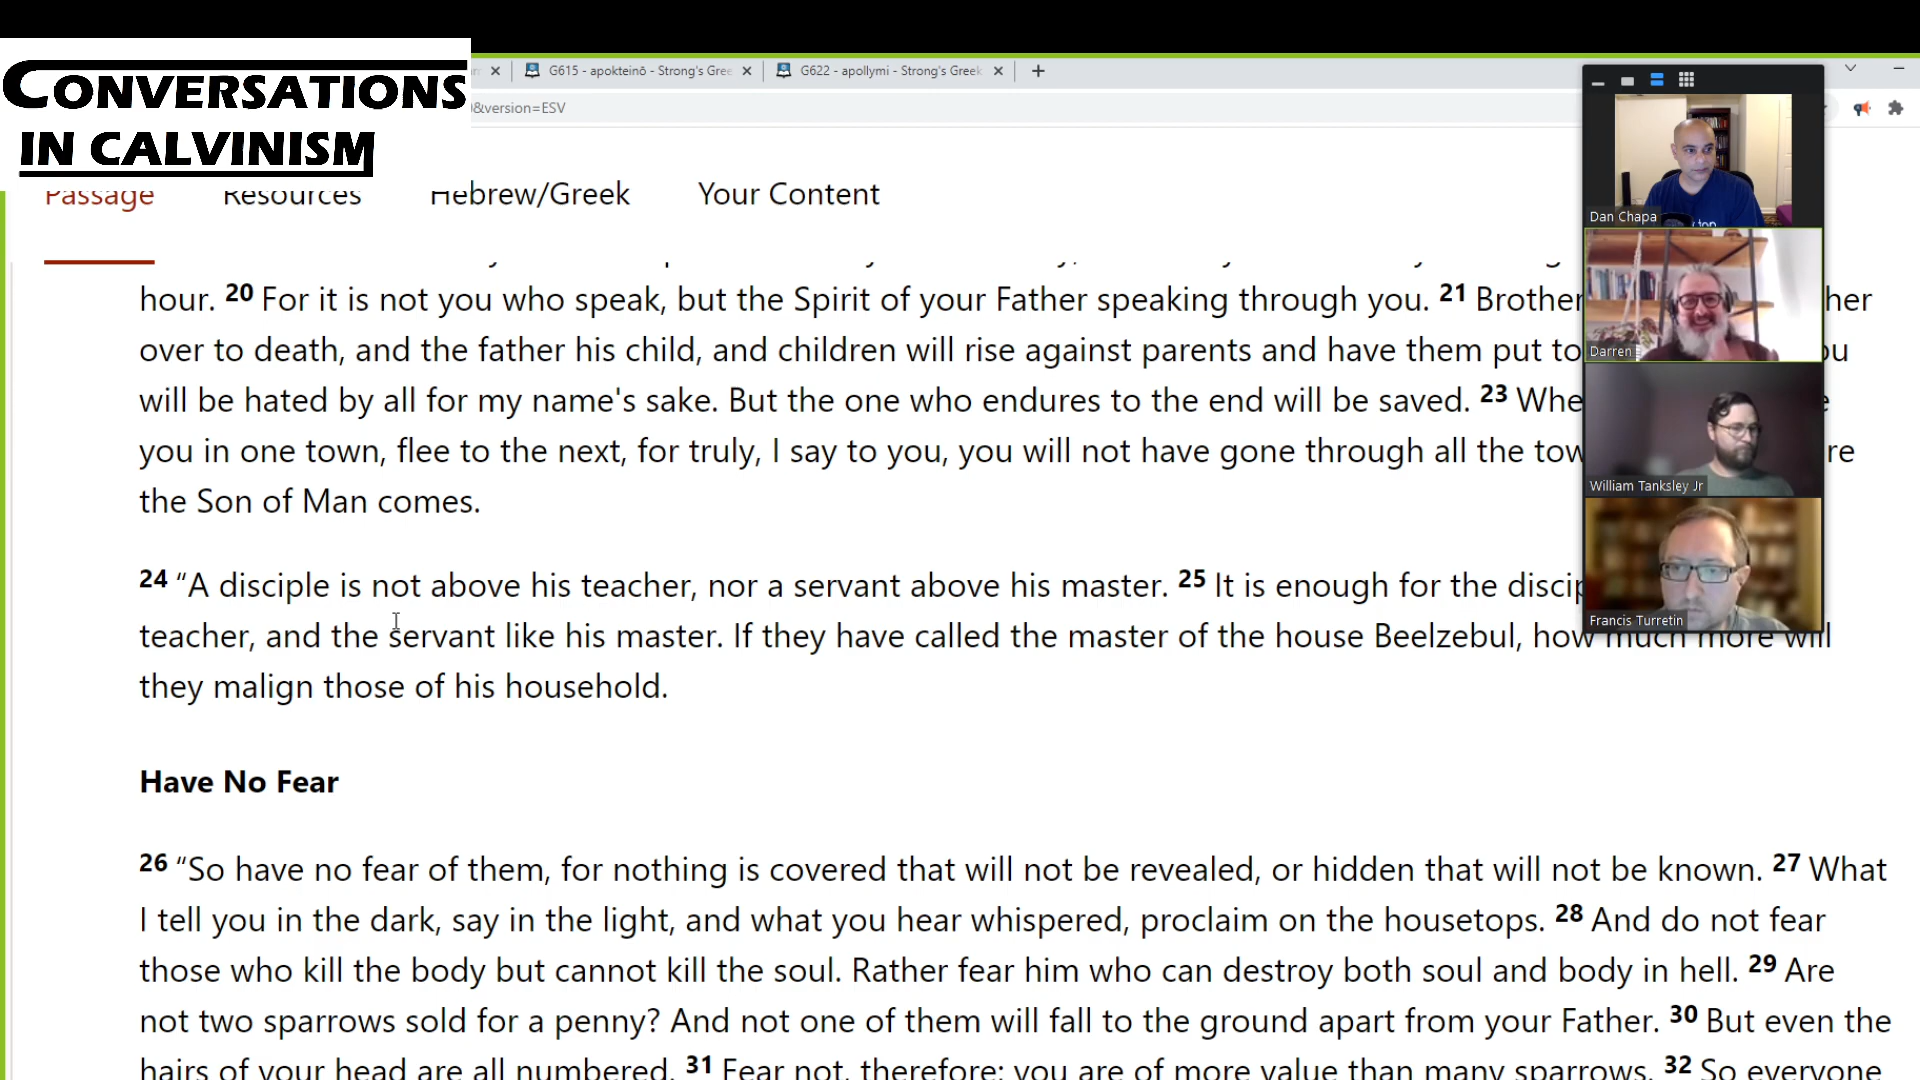 CONVERSATIONS
IN CALVINISM
G615 - apokteinō - Strong's Gree
G622 - apollymi - Strong's Greek
&version=ESV
Passage
Resources
Hebrew/Greek
Your Content
hour. 20 For it is not you who speak, but the Spirit of your Father speaking through you. 21 Brother her
over to death, and the father his child, and children will rise against parents and have them put to ou
will be hated by all for my name's sake. But the one who endures to the end will be saved. 23 Whe e
you in one town, flee to the next, for truly, I say to you, you will not have gone through all the tow re
the Son of Man comes.
24 “A disciple is not above his teacher, nor a servant above his master. 25 It is enough for the discip
teacher, and the servant like his master. If they have called the master of the house Beelzebul, how much more will
they malign those of his household.
Have No Fear
26 “So have no fear of them, for nothing is covered that will not be revealed, or hidden that will not be known. 27 What
I tell you in the dark, say in the light, and what you hear whispered, proclaim on the housetops. 28 And do not fear
those who kill the body but cannot kill the soul. Rather fear him who can destroy both soul and body in hell. 29 Are
not two sparrows sold for a penny? And not one of them will fall to the ground apart from your Father. 30 But even the
hairs of your head are all numbered. 31 Fear not, therefore; you are of more value than many sparrows. 32 So everyone
Dan Chapa
Darren
William Tanksley Jr
Francis Turretin